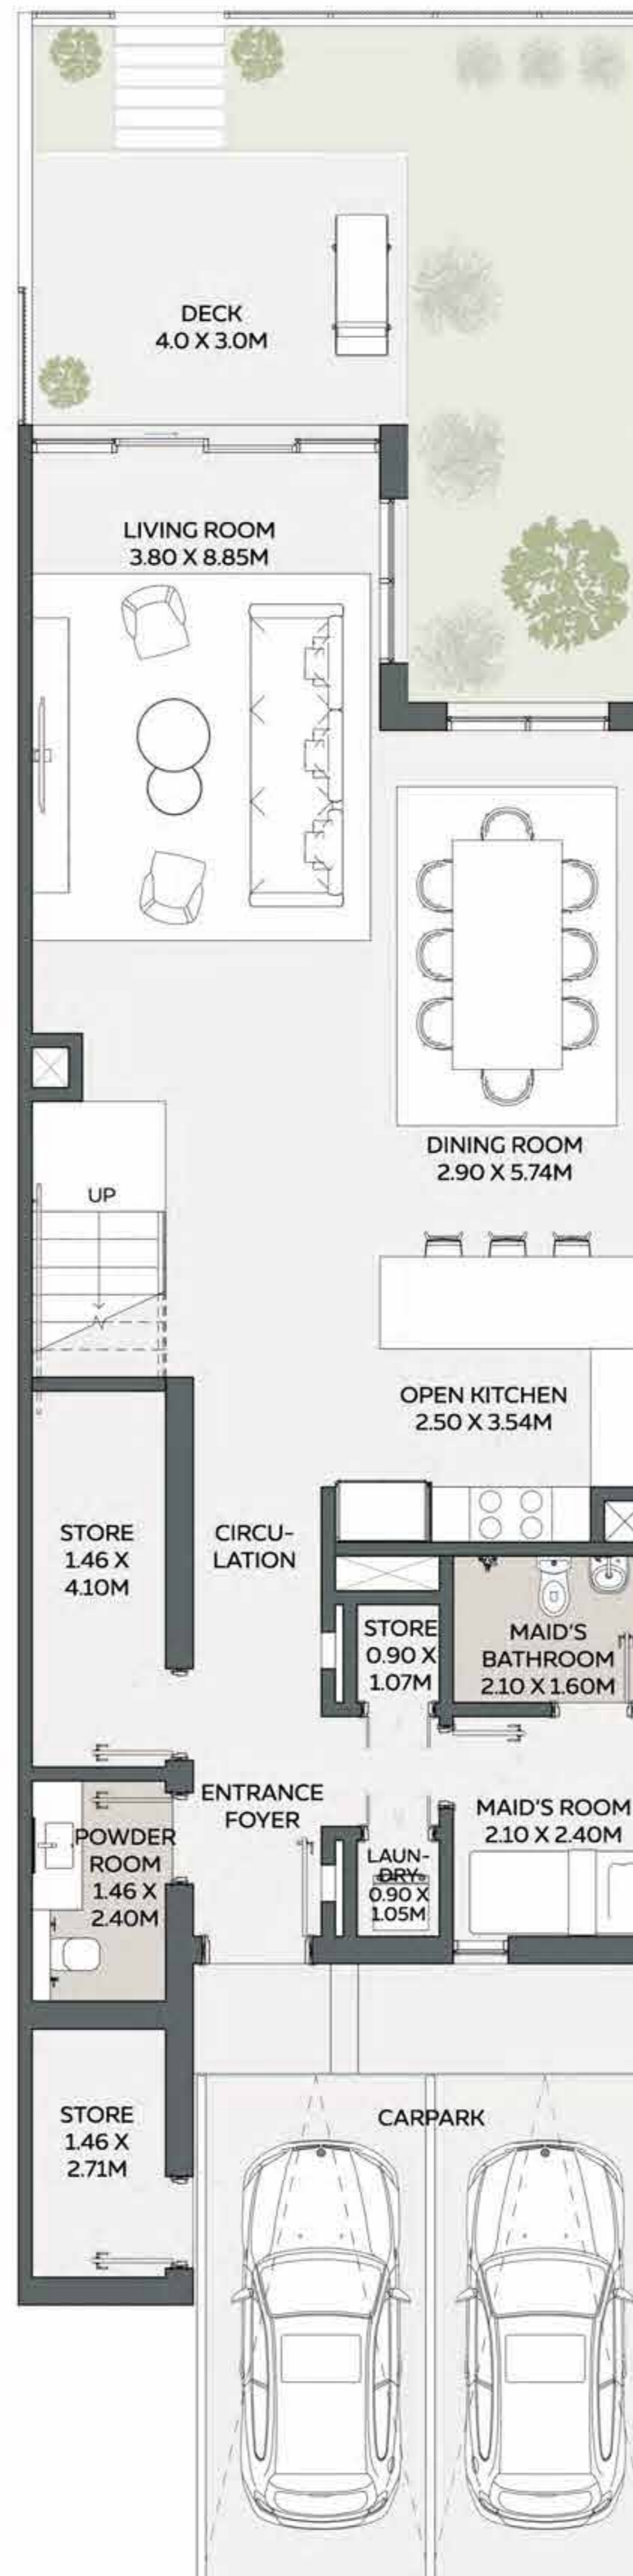 DECK
4.0 X 3.0M
LIVING ROOM
3.80 X 8.85M
DINING ROOM
2.90 X 5.74M
UP
OPEN KITCHEN
2.50 X 3.54M
STORE
1.46 X
4.10M
CIRCU-
LATION
STORE
0.90 X
1.07M
MAID'S
BATHROOM
2.10 X 1.60M
ENTRANCE
FOYER
MAID'S ROOM
2.10 X 2.40M
POWDER
ROOM
1.46 X
2.40M
LAUN-
DRY
0.90 X
1.05M
STORE
1.46 X
2.71M
CARPARK